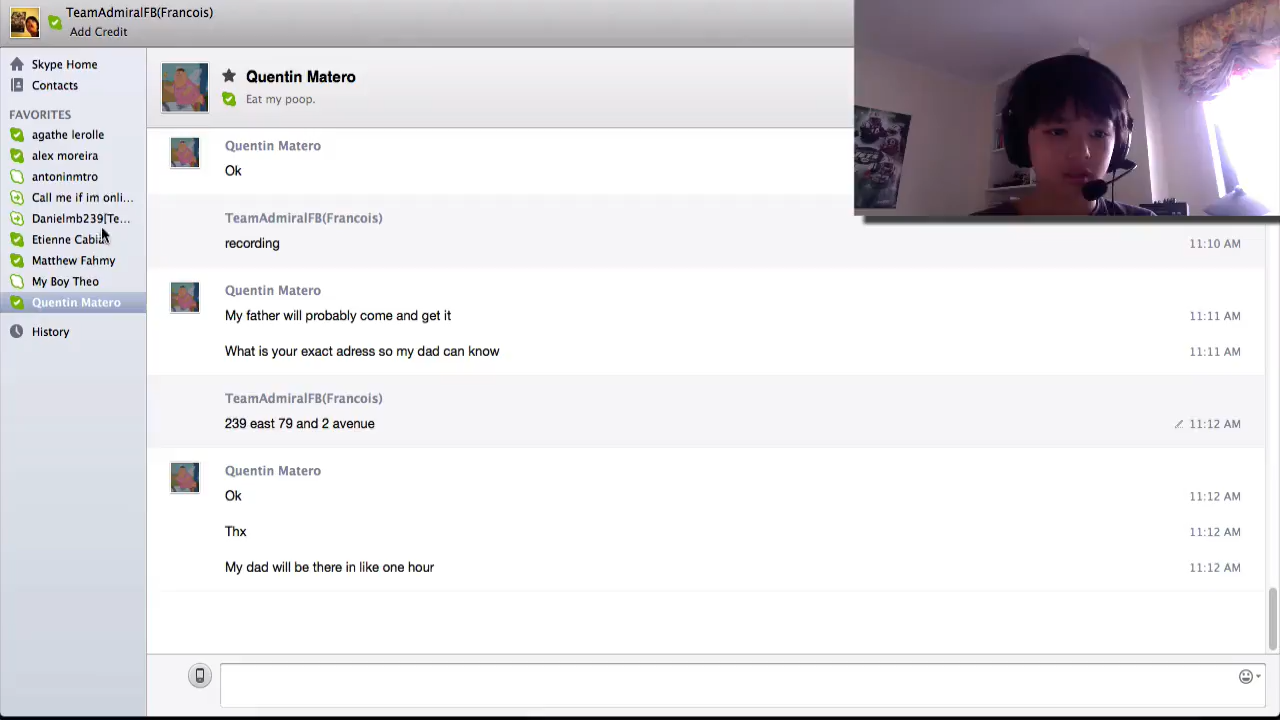 TeamAdmiralFB(Francois)
Add Credit
Skype Home
Contacts
FAVORITES
agathe lerolle
alex moreira
antoninmtro
Call me if im onli...
Danielmb239[Te...
Etienne Cabia
Matthew Fahmy
My Boy Theo
Quentin Matero
History
Quentin Matero
Eat my poop.
Quentin Matero
Ok
TeamAdmiralFB(Francois)
recording 11:10 AM
Quentin Matero
My father will probably come and get it 11:11 AM
What is your exact adress so my dad can know 11:11 AM
TeamAdmiralFB(Francois)
239 east 79 and 2 avenue 11:12 AM
Quentin Matero
Ok 11:12 AM
Thx 11:12 AM
My dad will be there in like one hour 11:12 AM